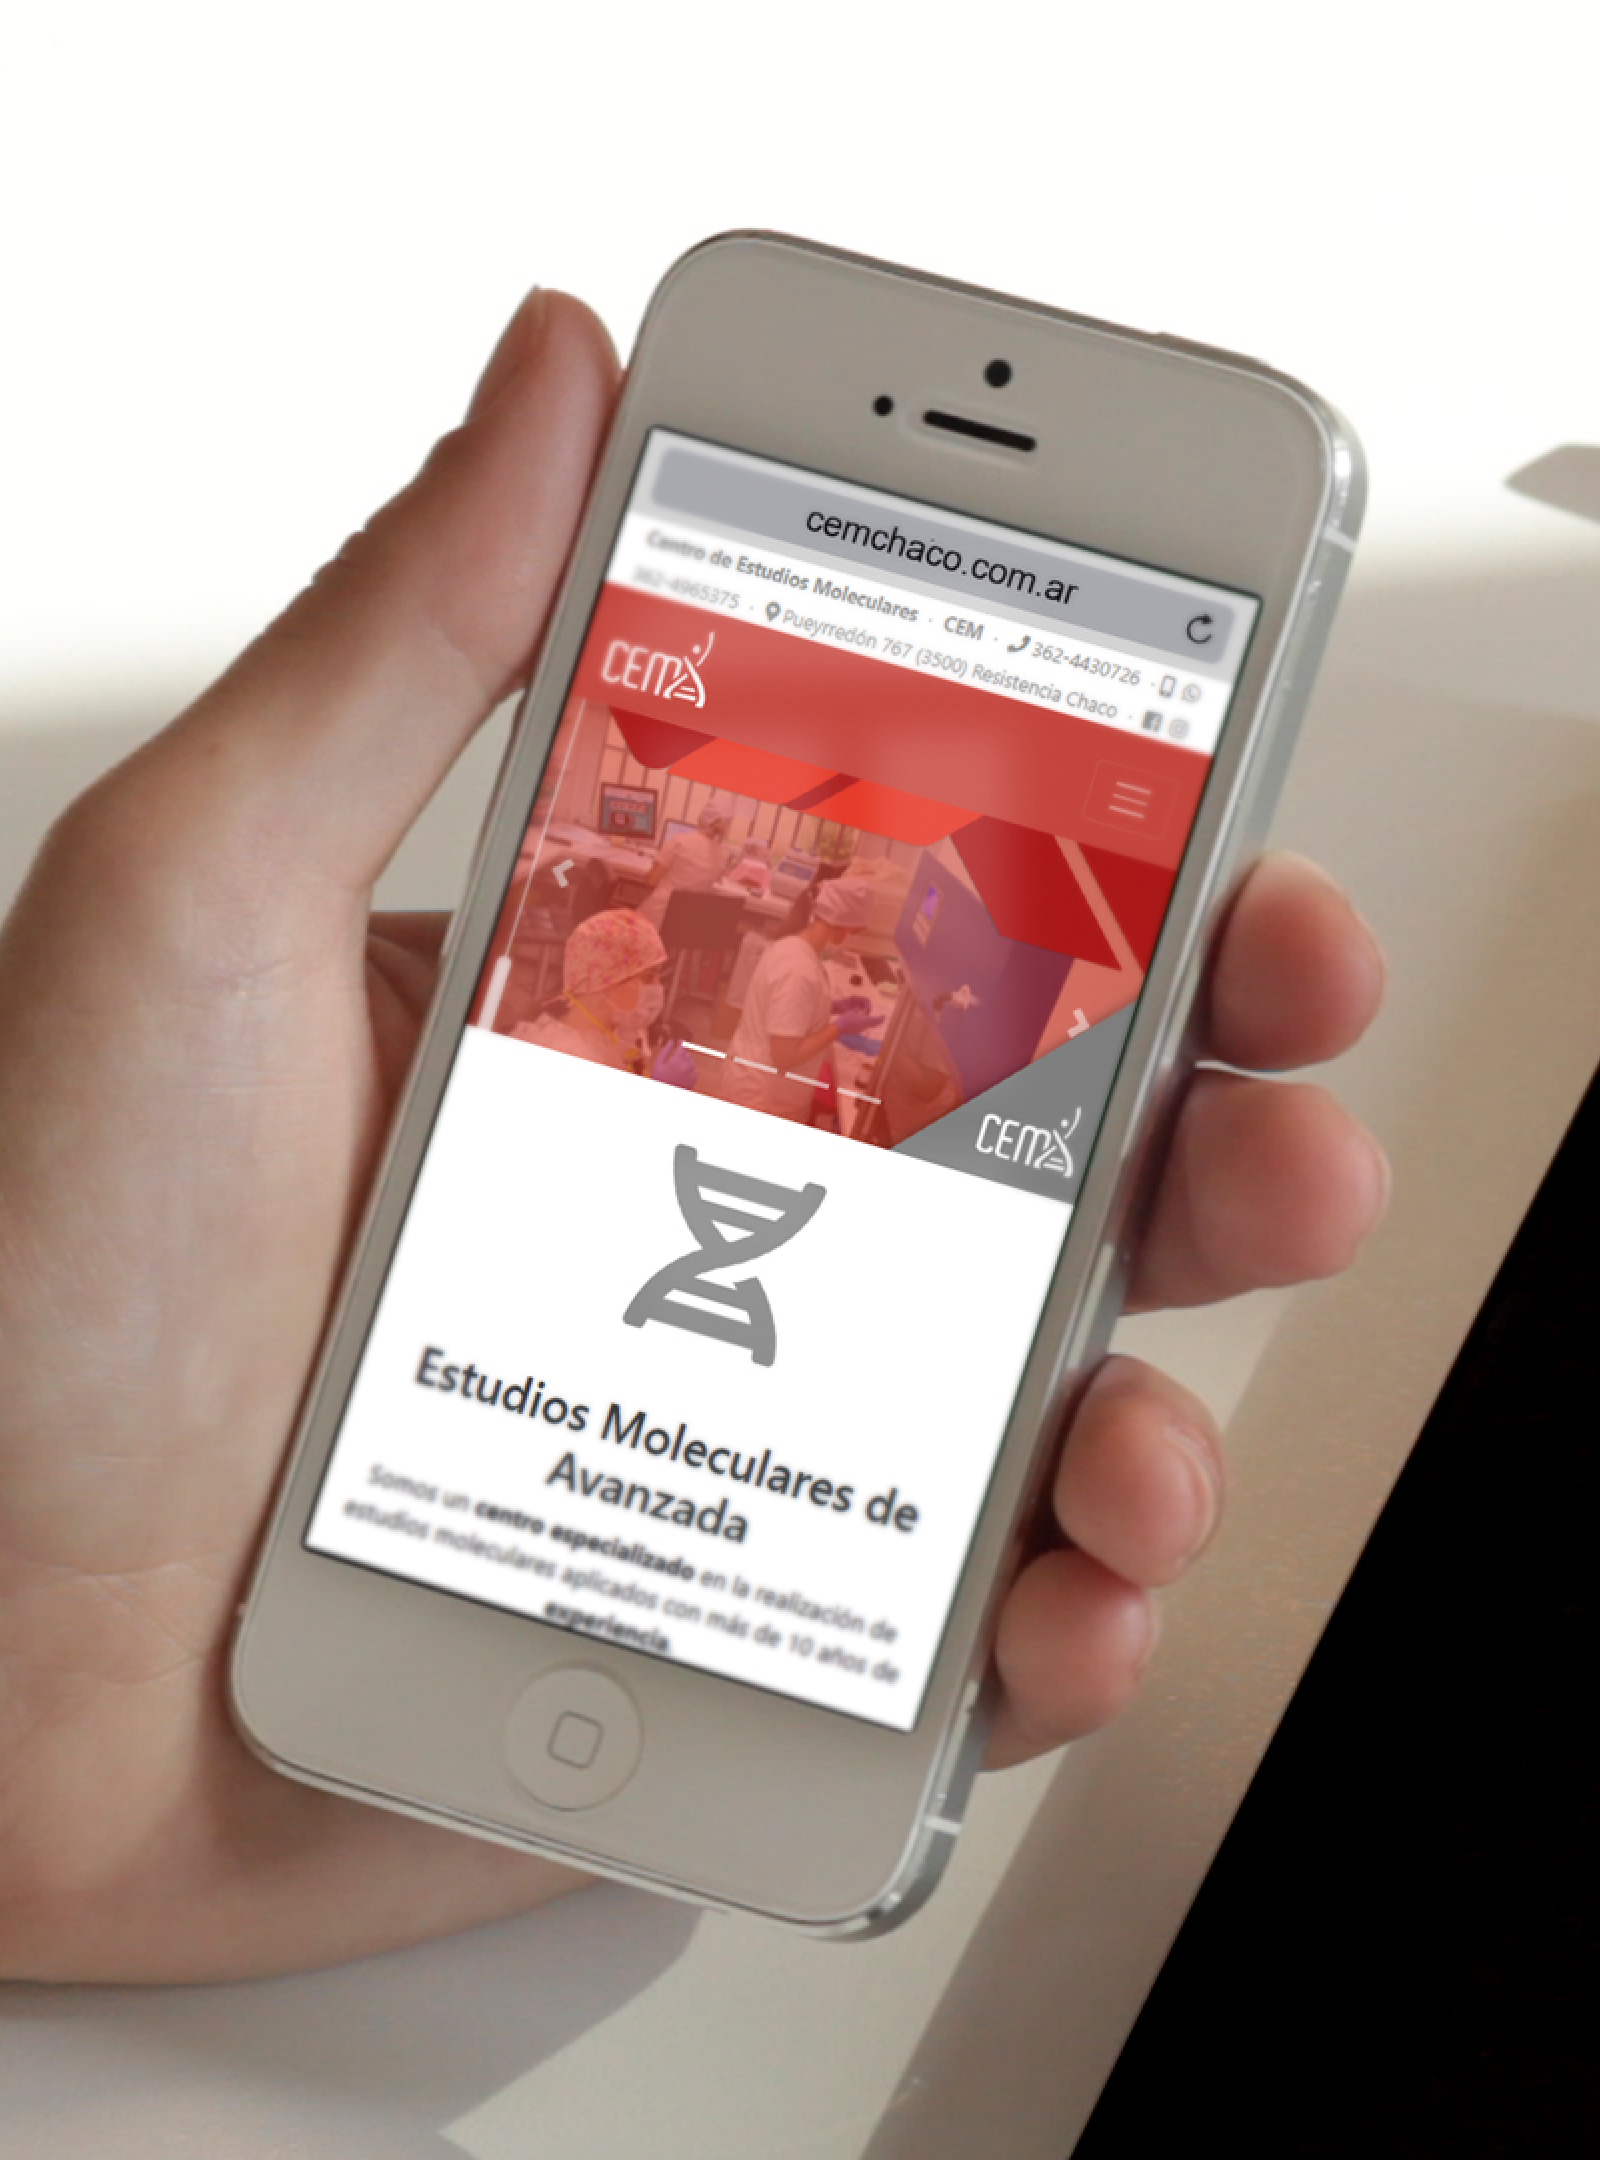 cemchaco.com.ar
Centro de Estudios Moleculares · CEM · 362-4430726 ·
362-4965375 · Pueyrredón 767 (3500) Resistencia Chaco ·
CEM
CEM
Estudios Moleculares de
Avanzada
Somos un centro especializado en la realización de
estudios moleculares aplicados con más de 10 años de
experiencia.